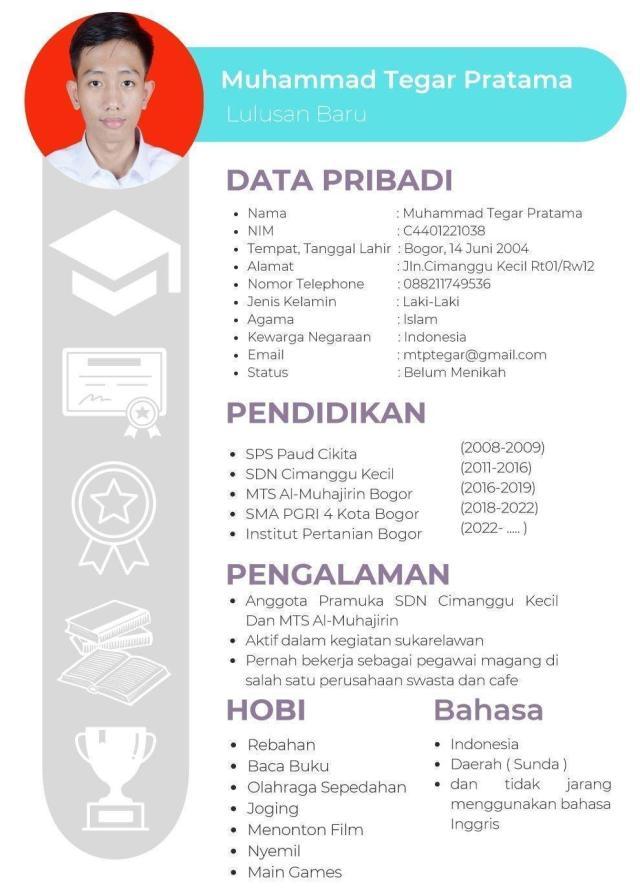 Muhammad Tegar Pratama
Lulusan Baru
DATA PRIBADI
Nama : Muhammad Tegar Pratama
NIM : C4401221038
Tempat, Tanggal Lahir : Bogor, 14 Juni 2004
Alamat : Jln.Cimanggu Kecil Rt01/Rw12
Nomor Telephone : 088211749536
Jenis Kelamin : Laki-Laki
Agama : Islam
Kewarga Negaraan : Indonesia
Email : mtptegar@gmail.com
Status : Belum Menikah
PENDIDIKAN
SPS Paud Cikita (2008-2009)
SDN Cimanggu Kecil (2011-2016)
MTS Al-Muhajirin Bogor (2016-2019)
SMA PGRI 4 Kota Bogor (2018-2022)
Institut Pertanian Bogor (2022- ..... )
PENGALAMAN
Anggota Pramuka SDN Cimanggu Kecil
Dan MTS Al-Muhajirin
Aktif dalam kegiatan sukarelawan
Pernah bekerja sebagai pegawai magang di
salah satu perusahaan swasta dan cafe
HOBI
Rebahan
Baca Buku
Olahraga Sepedahan
Joging
Menonton Film
Nyemil
Main Games
Bahasa
Indonesia
Daerah ( Sunda )
dan tidak jarang
menggunakan bahasa
Inggris